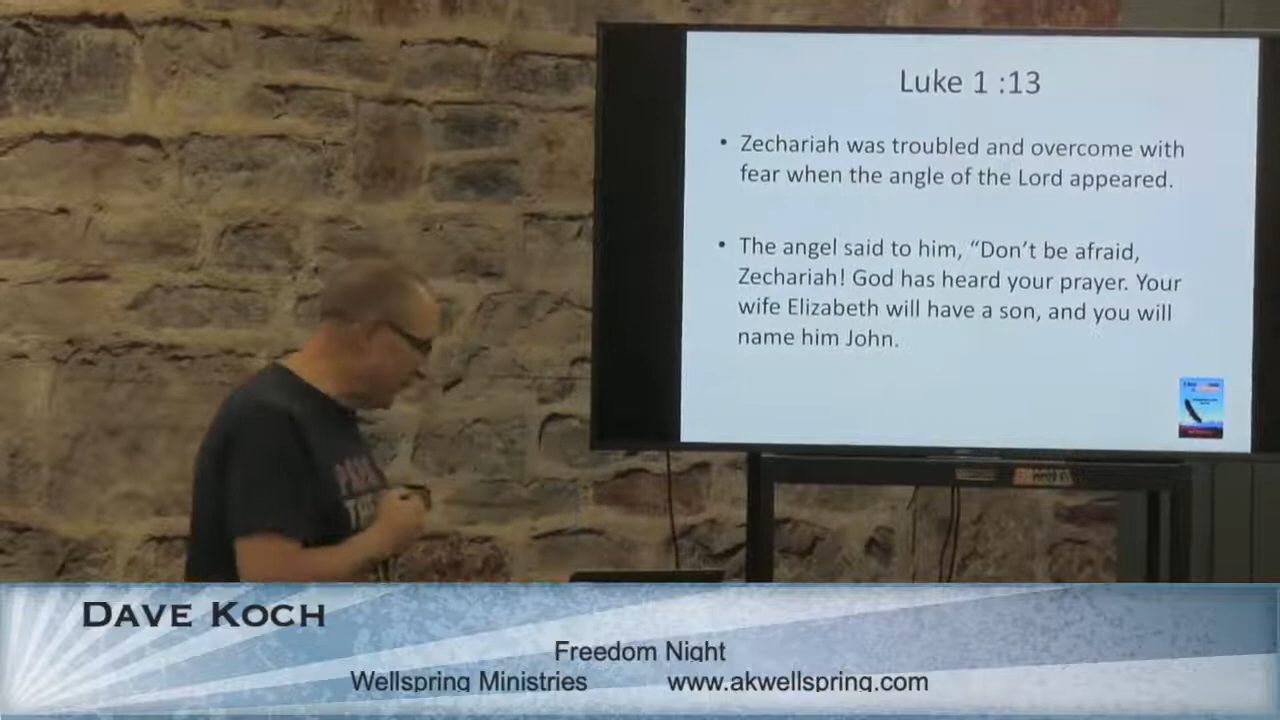 Luke 1 :13
• Zechariah was troubled and overcome with
fear when the angle of the Lord appeared.
• The angel said to him, “Don’t be afraid,
Zechariah! God has heard your prayer. Your
wife Elizabeth will have a son, and you will
name him John.
Dave Koch
Freedom Night
Wellspring Ministries www.akwellspring.com